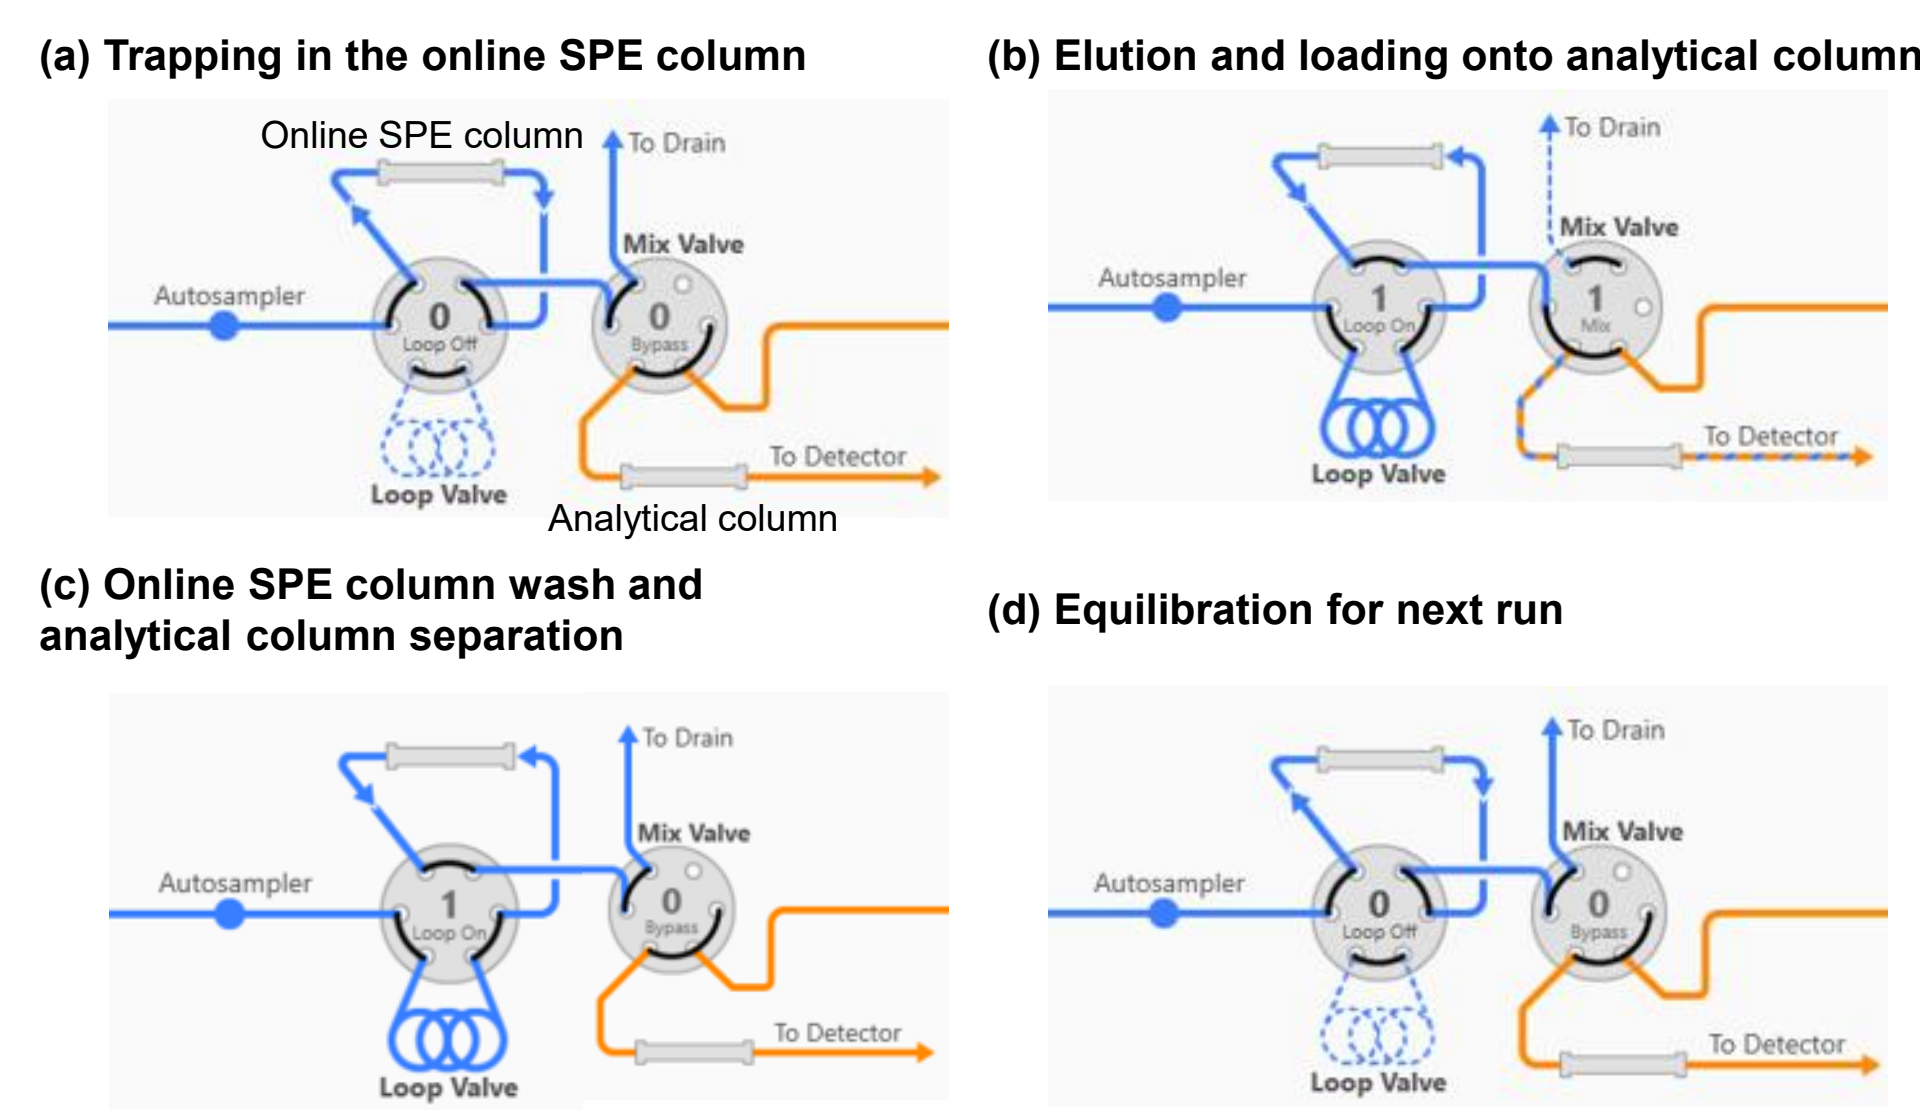 (a) Trapping in the online SPE column
Online SPE column
To Drain
Mix Valve
Autosampler
0
Loop Off
0
Bypass
To Detector
Loop Valve
Analytical column
(b) Elution and loading onto analytical column
To Drain
Mix Valve
Autosampler
1
Loop On
1
Mix
To Detector
Loop Valve
(c) Online SPE column wash and
analytical column separation
To Drain
Mix Valve
Autosampler
1
Loop On
0
Bypass
To Detector
Loop Valve
(d) Equilibration for next run
To Drain
Mix Valve
Autosampler
0
Loop Off
0
Bypass
To Detector
Loop Valve